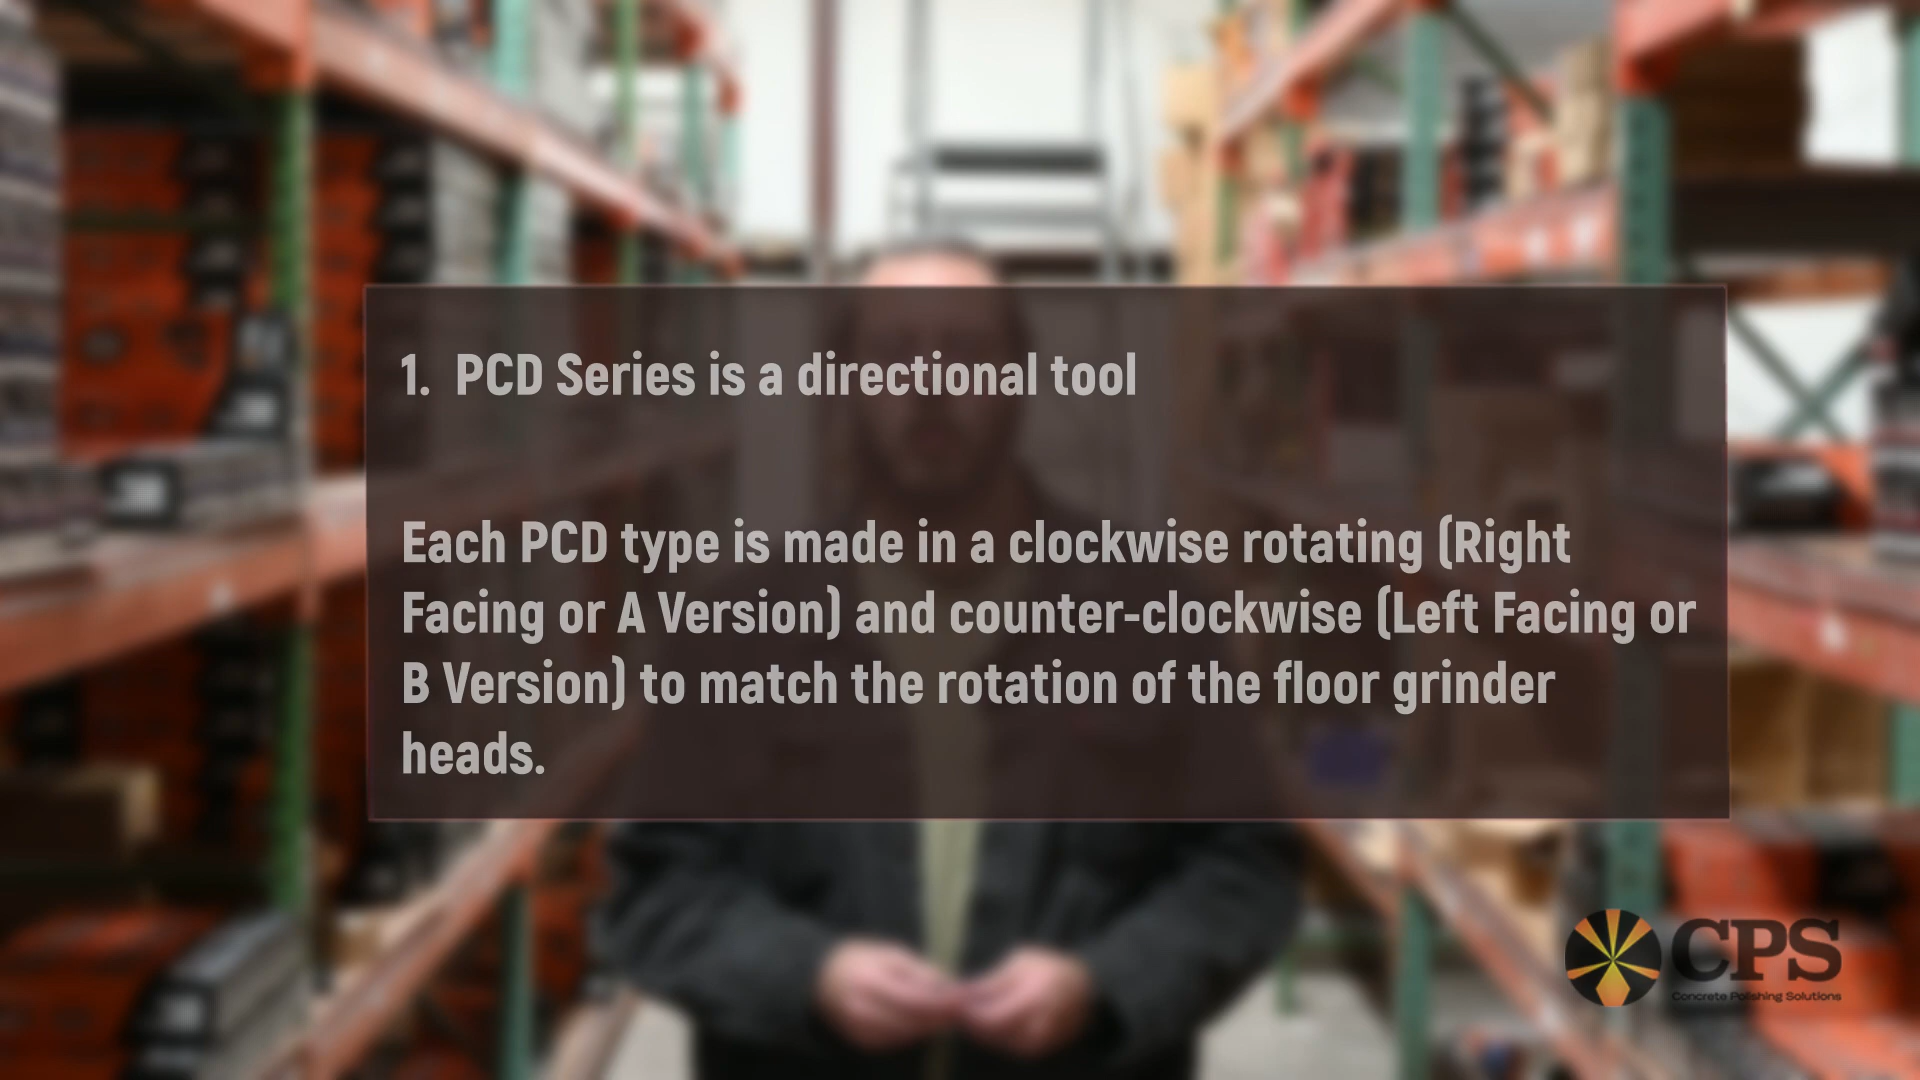 1. PCD Series is a directional tool
Each PCD type is made in a clockwise rotating (Right
Facing or A Version) and counter-clockwise (Left Facing or
B Version) to match the rotation of the floor grinder
heads.
CPS
Concrete Polishing Solutions